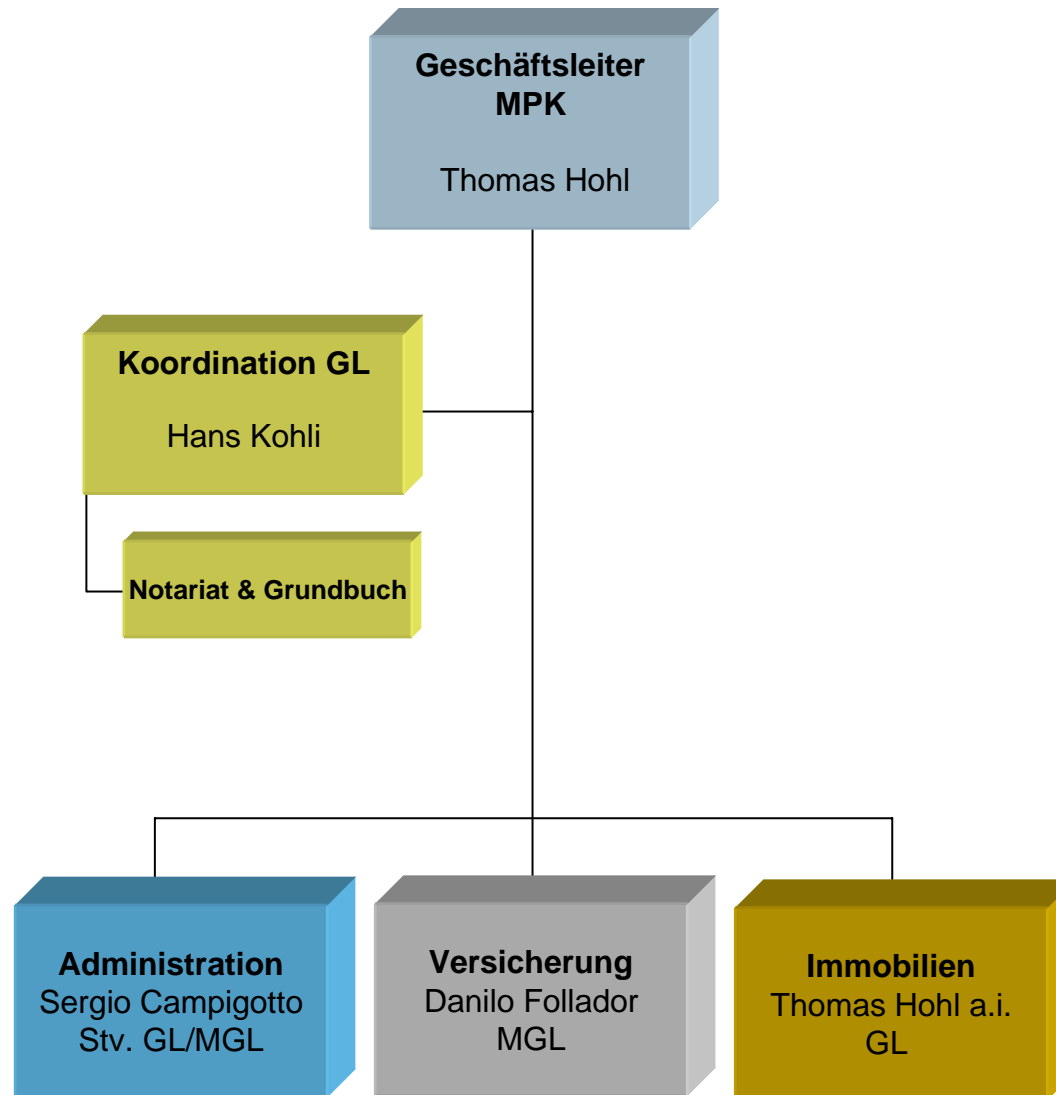 Geschäftsleiter
MPK
Thomas Hohl
Koordination GL
Hans Kohli
Notariat & Grundbuch
Administration
Sergio Campigotto
Stv. GL/MGL
Versicherung
Danilo Follador
MGL
Immobilien
Thomas Hohl a.i.
GL